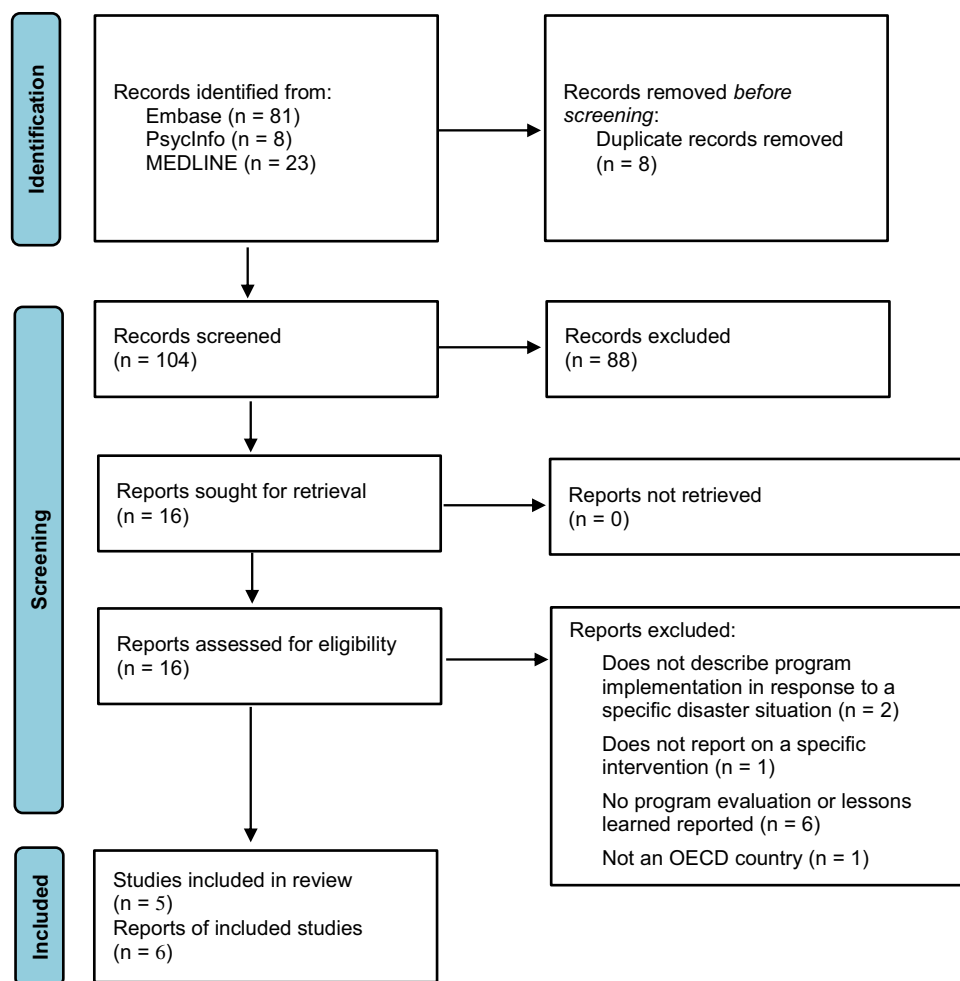 Identification
Records identified from:
Embase (n = 81)
PsycInfo (n = 8)
MEDLINE (n = 23)
Records removed before
screening:
Duplicate records removed
(n = 8)
Screening
Records screened
(n = 104)
Records excluded
(n = 88)
Reports sought for retrieval
(n = 16)
Reports not retrieved
(n = 0)
Reports assessed for eligibility
(n = 16)
Reports excluded:
Does not describe program
implementation in response to a
specific disaster situation (n = 2)
Does not report on a specific
intervention (n = 1)
No program evaluation or lessons
learned reported (n = 6)
Not an OECD country (n = 1)
Included
Studies included in review
(n = 5)
Reports of included studies
(n = 6)